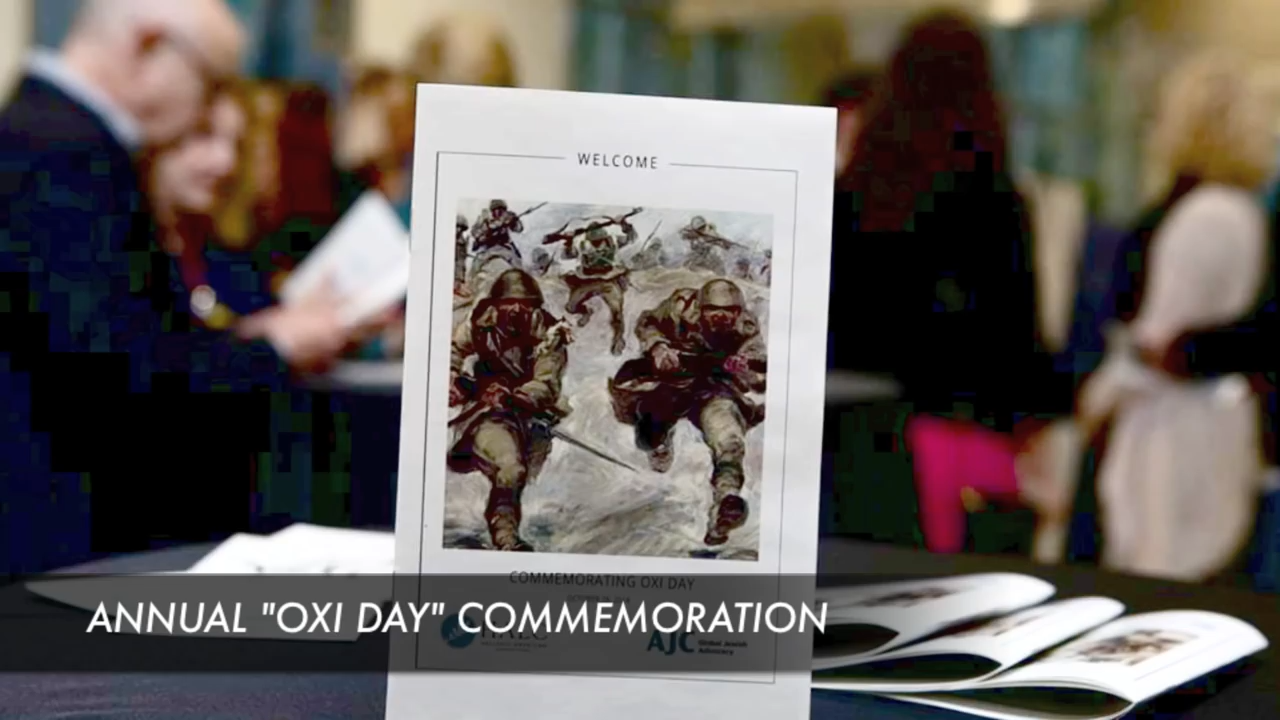 WELCOME
COMMEMORATING OXI DAY
ANNUAL "OXI DAY" COMMEMORATION
AJC Global Jewish
Advocacy